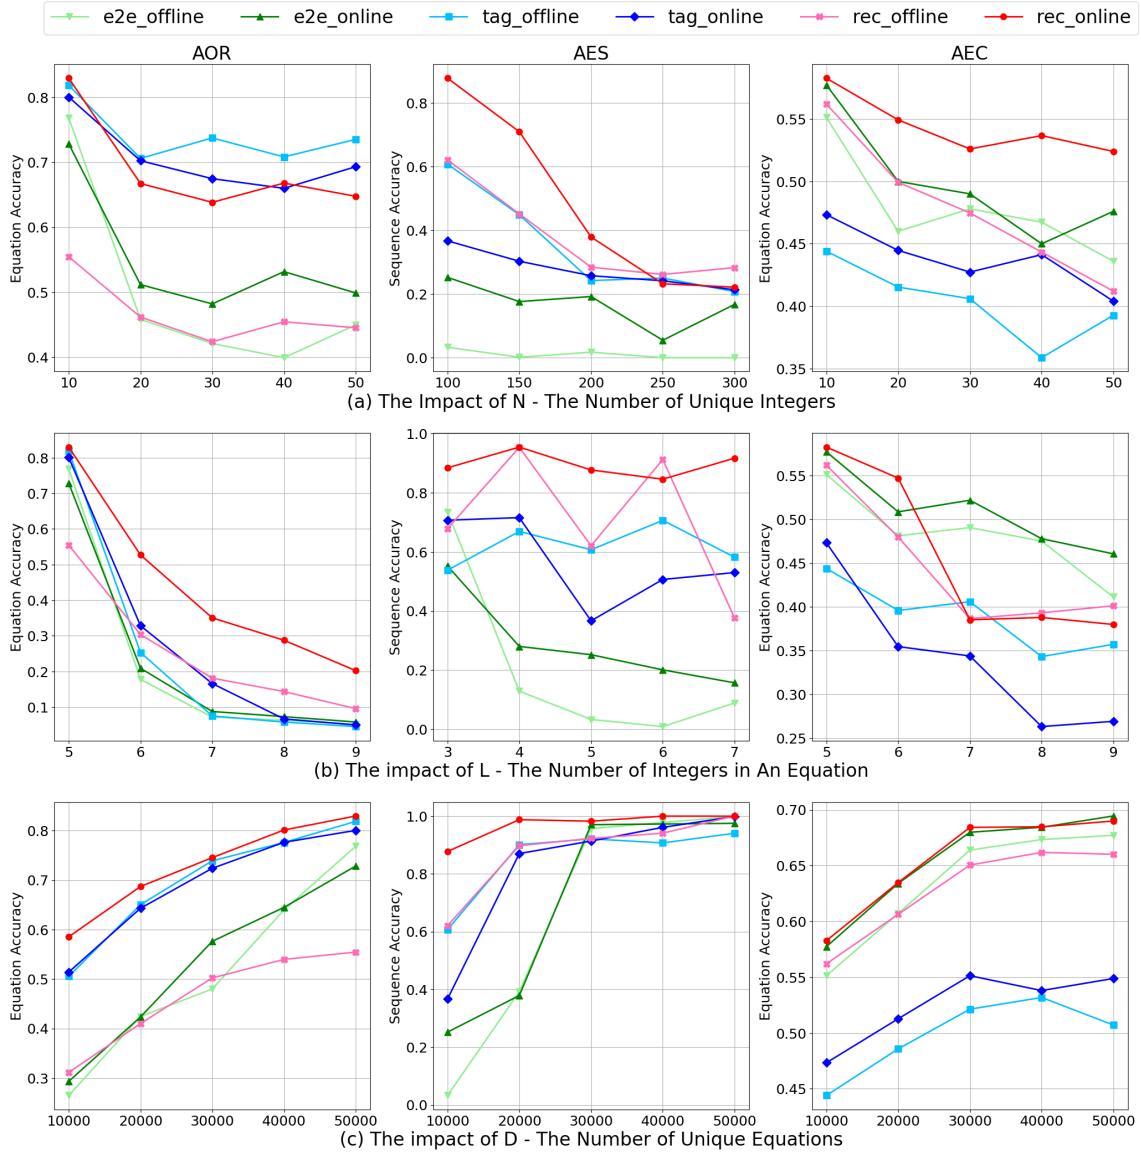 e2e_offline e2e_online tag_offline tag_online rec_offline rec_online
AOR AES AEC
Equation Accuracy
0.8
0.7
0.6
0.5
0.4
10 20 30 40 50
Sequence Accuracy
0.8
0.6
0.4
0.2
0.0
100 150 200 250 300
Equation Accuracy
0.55
0.50
0.45
0.40
0.35
10 20 30 40 50
(a) The Impact of N - The Number of Unique Integers
Equation Accuracy
0.8
0.7
0.6
0.5
0.4
0.3
0.2
0.1
5 6 7 8 9
Sequence Accuracy
1.0
0.8
0.6
0.4
0.2
0.0
3 4 5 6 7
Equation Accuracy
0.55
0.50
0.45
0.40
0.35
0.30
0.25
5 6 7 8 9
(b) The impact of L - The Number of Integers in An Equation
Equation Accuracy
0.8
0.7
0.6
0.5
0.4
0.3
10000 20000 30000 40000 50000
Sequence Accuracy
1.0
0.8
0.6
0.4
0.2
0.0
10000 20000 30000 40000 50000
Equation Accuracy
0.70
0.65
0.60
0.55
0.50
0.45
10000 20000 30000 40000 50000
(c) The impact of D - The Number of Unique Equations